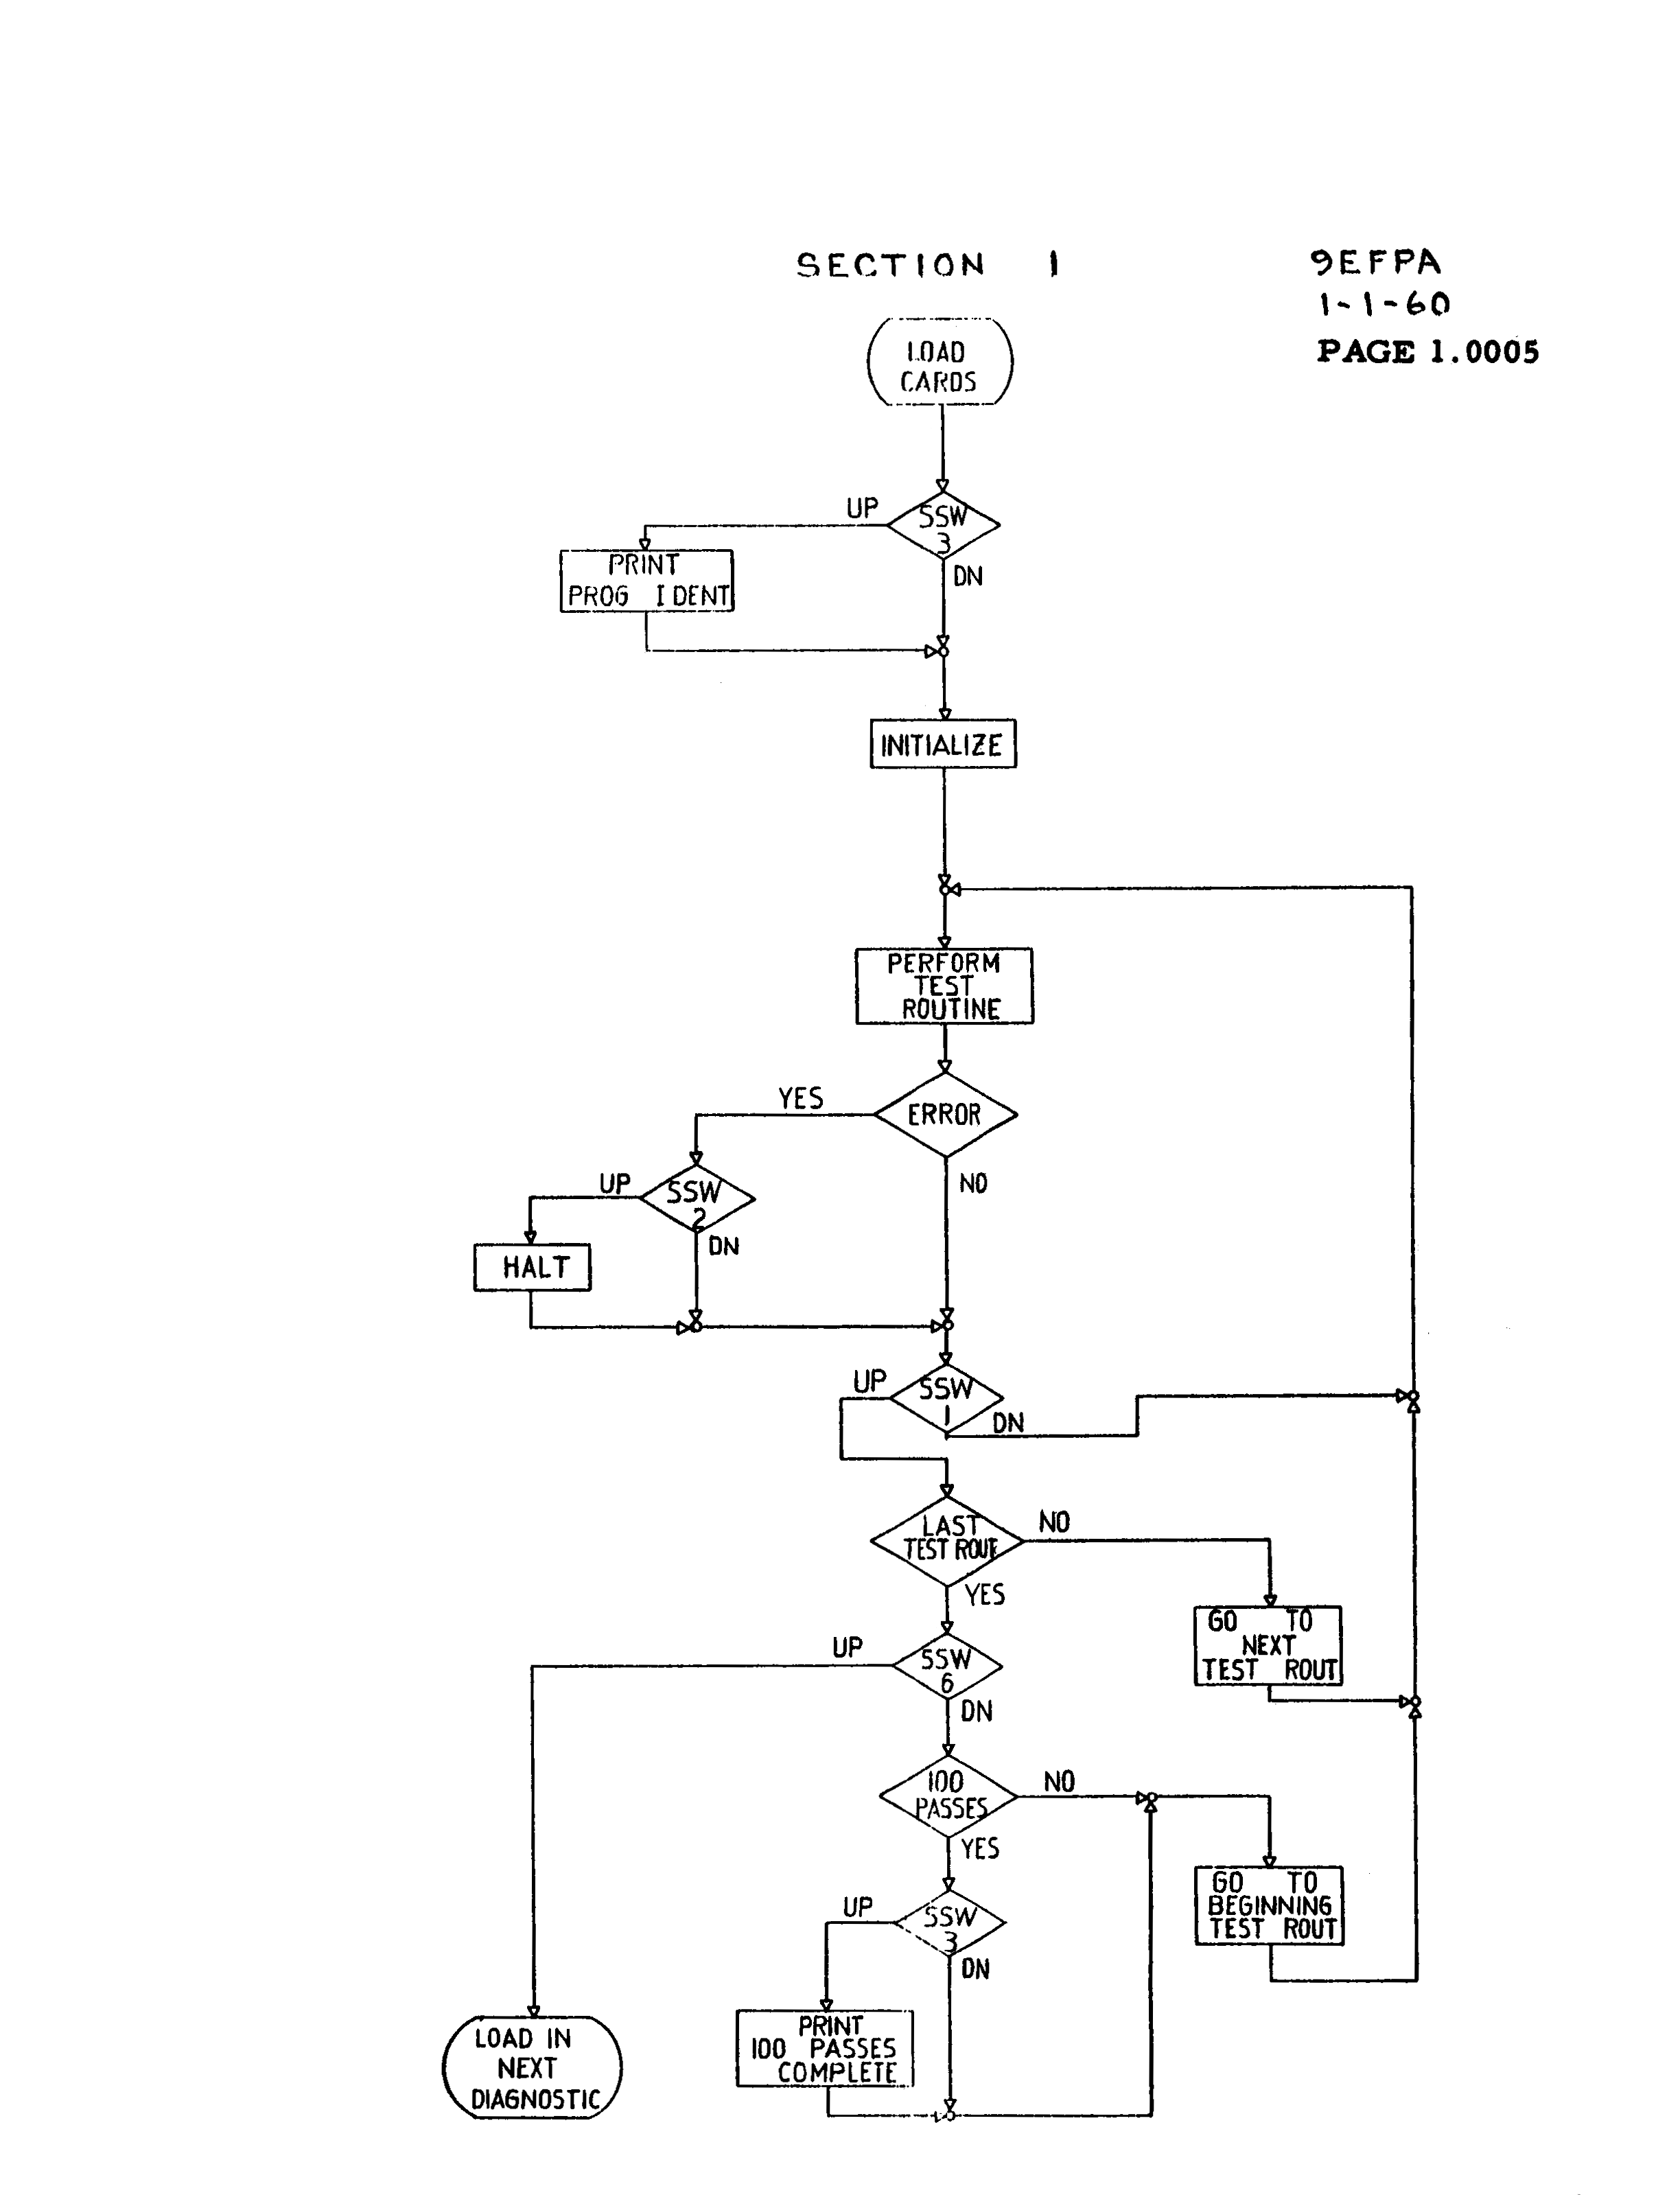 SECTION 1
9EFPA
1-1-60
PAGE 1.0005
LOAD
CARDS
UP
SSW
3
DN
PRINT
PROG IDENT
INITIALIZE
PERFORM
TEST
ROUTINE
YES
ERROR
NO
UP
SSW
2
DN
HALT
UP
SSW
1
DN
LAST
TEST ROUT
NO
YES
GO TO
NEXT
TEST ROUT
UP
SSW
6
DN
100
PASSES
NO
YES
GO TO
BEGINNING
TEST ROUT
UP
SSW
3
DN
PRINT
100 PASSES
COMPLETE
LOAD IN
NEXT
DIAGNOSTIC